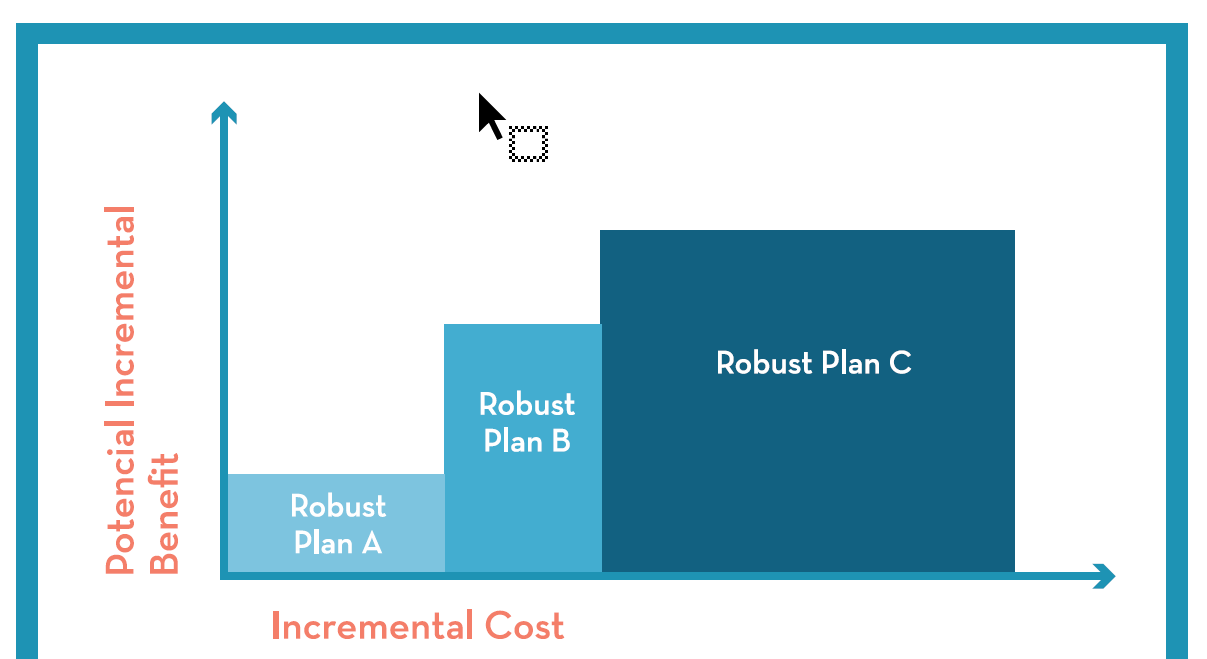 Potencial Incremental
Benefit
Robust
Plan A
Robust
Plan B
Robust Plan C
Incremental Cost